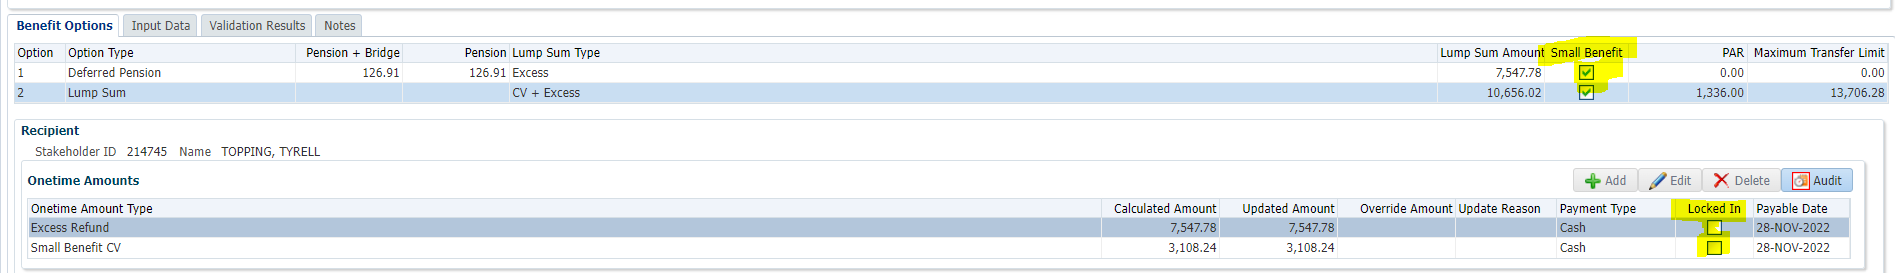 Benefit Options Input Data Validation Results Notes
Option Option Type Pension + Bridge Pension Lump Sum Type Lump Sum Amount Small Benefit PAR Maximum Transfer Limit
1 Deferred Pension 126.91 126.91 Excess 7,547.78 0.00 0.00
2 Lump Sum CV + Excess 10,656.02 1,336.00 13,706.28
Recipient
Stakeholder ID 214745 Name TOPPING, TYRELL
Onetime Amounts Add Edit Delete Audit
Onetime Amount Type Calculated Amount Updated Amount Override Amount Update Reason Payment Type Locked In Payable Date
Excess Refund 7,547.78 7,547.78 Cash 28-NOV-2022
Small Benefit CV 3,108.24 3,108.24 Cash 28-NOV-2022